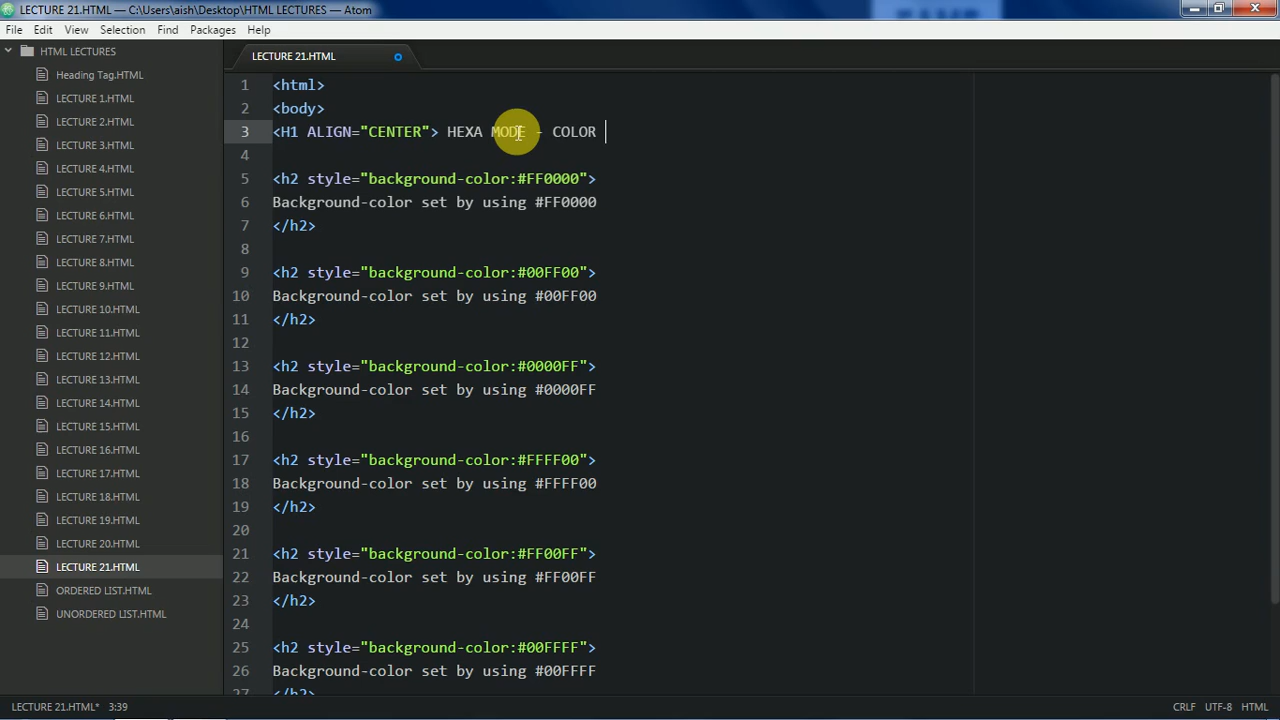 LECTURE 21.HTML — C:\Users\aish\Desktop\HTML LECTURES — Atom
File Edit View Selection Find Packages Help
HTML LECTURES
Heading Tag.HTML
LECTURE 1.HTML
LECTURE 2.HTML
LECTURE 3.HTML
LECTURE 4.HTML
LECTURE 5.HTML
LECTURE 6.HTML
LECTURE 7.HTML
LECTURE 8.HTML
LECTURE 9.HTML
LECTURE 10.HTML
LECTURE 11.HTML
LECTURE 12.HTML
LECTURE 13.HTML
LECTURE 14.HTML
LECTURE 15.HTML
LECTURE 16.HTML
LECTURE 17.HTML
LECTURE 18.HTML
LECTURE 19.HTML
LECTURE 20.HTML
LECTURE 21.HTML
ORDERED LIST.HTML
UNORDERED LIST.HTML
LECTURE 21.HTML
1 <html>
2 <body>
3 <H1 ALIGN="CENTER"> HEXA MODE - COLOR
4
5 <h2 style="background-color:#FF0000">
6 Background-color set by using #FF0000
7 </h2>
8
9 <h2 style="background-color:#00FF00">
10 Background-color set by using #00FF00
11 </h2>
12
13 <h2 style="background-color:#0000FF">
14 Background-color set by using #0000FF
15 </h2>
16
17 <h2 style="background-color:#FFFF00">
18 Background-color set by using #FFFF00
19 </h2>
20
21 <h2 style="background-color:#FF00FF">
22 Background-color set by using #FF00FF
23 </h2>
24
25 <h2 style="background-color:#00FFFF">
26 Background-color set by using #00FFFF
27 </h2>
LECTURE 21.HTML* 3:39 CRLF UTF-8 HTML